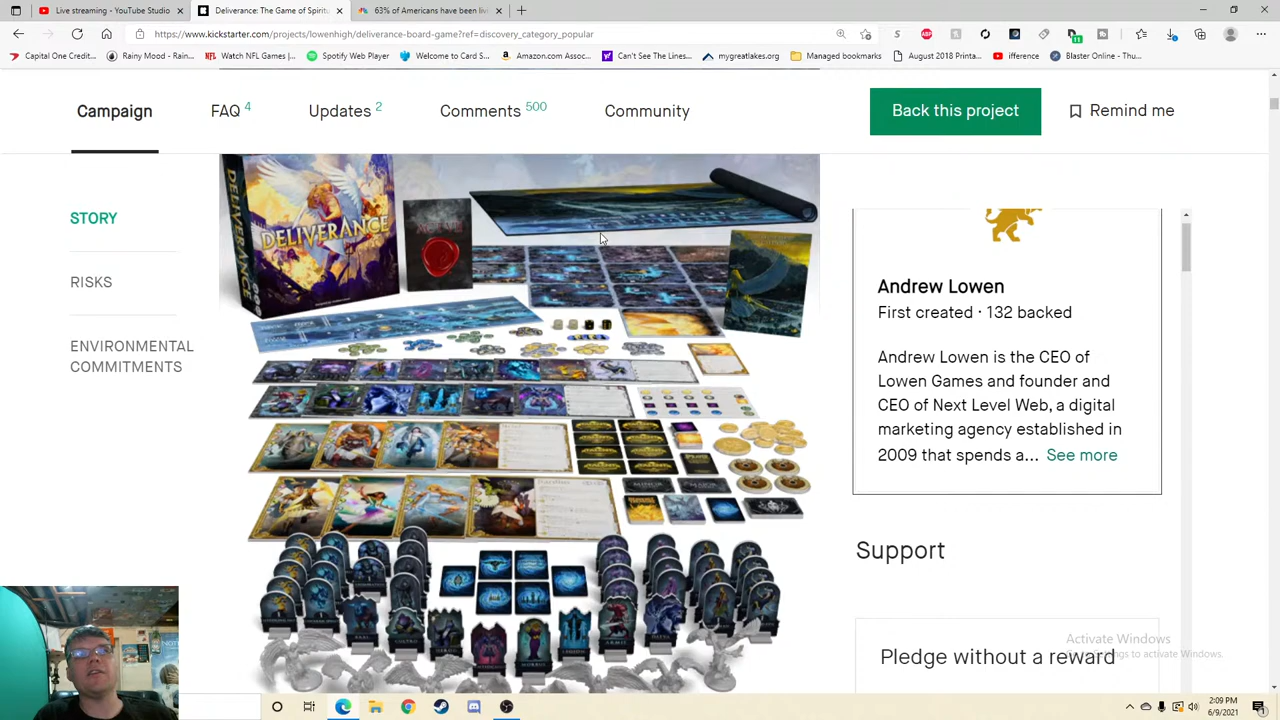 Live streaming - YouTube Studio
Deliverance: The Game of Spiritu
63% of Americans have been livi
https://www.kickstarter.com/projects/lowenhigh/deliverance-board-game?ref=discovery_category_popular
Capital One Credit...
Rainy Mood - Rainy...
Watch NFL Games |...
Spotify Web Player
Welcome to Card S...
Amazon.com Assoc...
Can't See The Lines...
mygreatlakes.org
Managed bookmarks
August 2018 Printa...
ifference
Blaster Online - Thu...
Campaign
FAQ 4
Updates 2
Comments 500
Community
Back this project
Remind me
STORY
RISKS
ENVIRONMENTAL
COMMITMENTS
DELIVERANCE
DELIVERANCE
Andrew Lowen
First created · 132 backed
Andrew Lowen is the CEO of
Lowen Games and founder and
CEO of Next Level Web, a digital
marketing agency established in
2009 that spends a... See more
Support
Pledge without a reward
Activate Windows
2:09 PM
6/9/2021